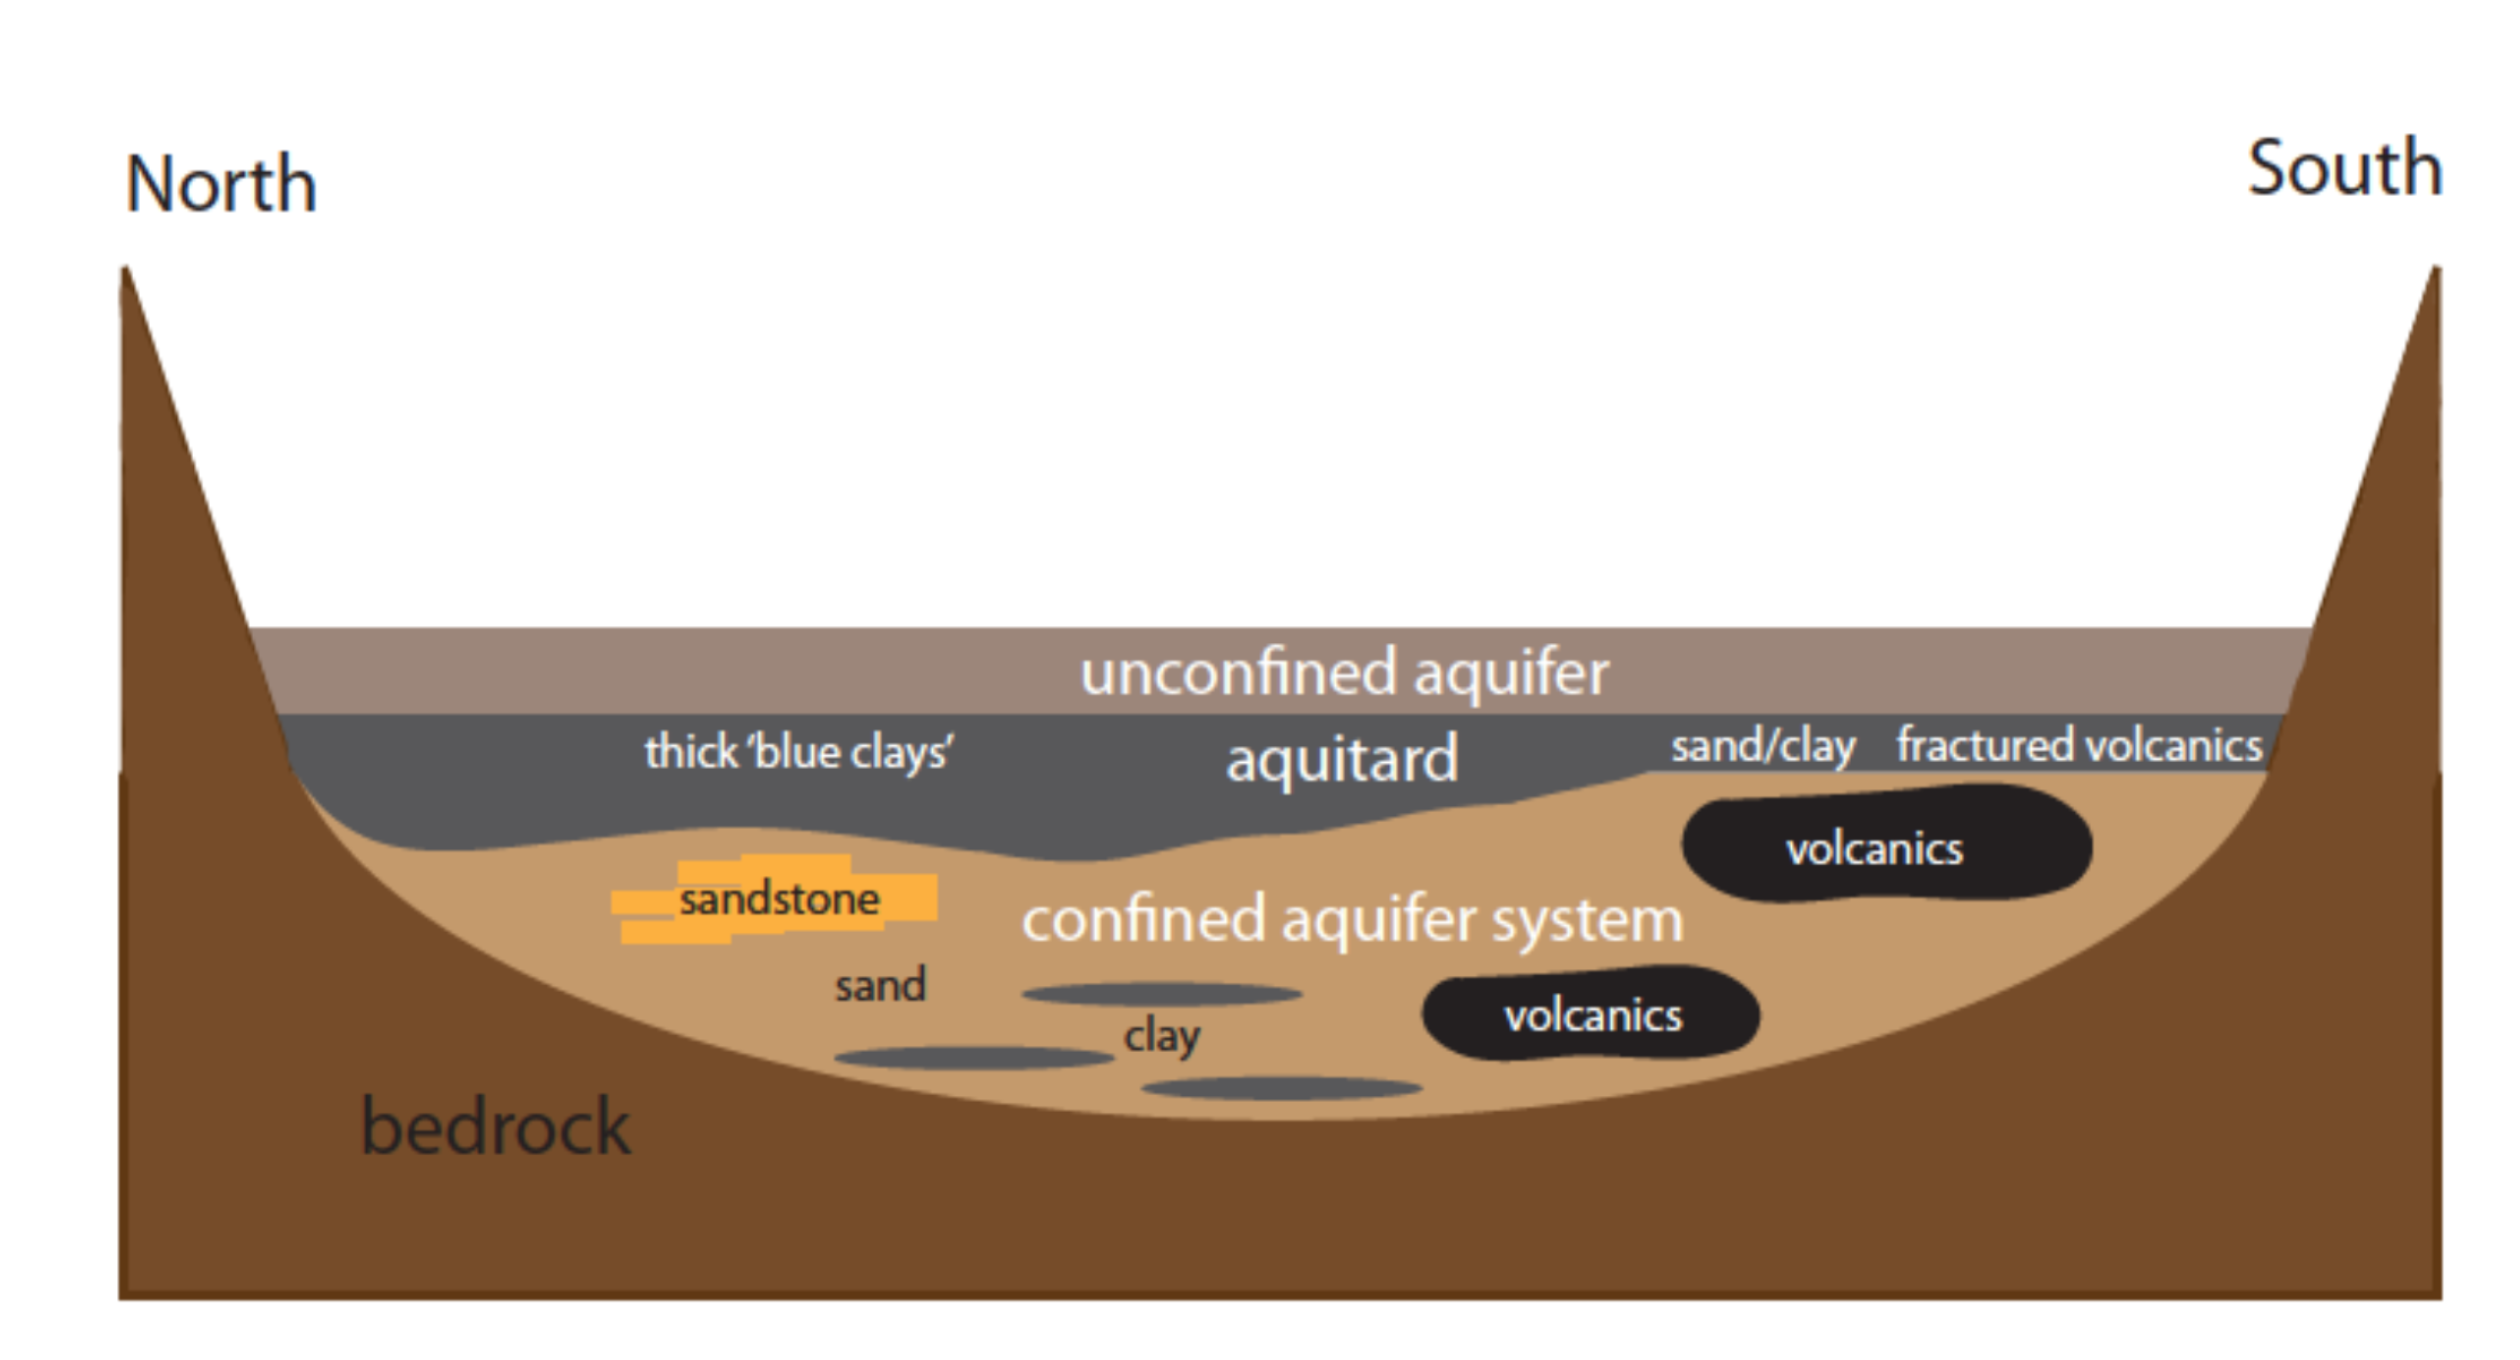 North
South
unconfined aquifer
thick ‘blue clays’
aquitard
sand/clay
fractured volcanics
volcanics
sandstone
confined aquifer system
sand
clay
volcanics
bedrock